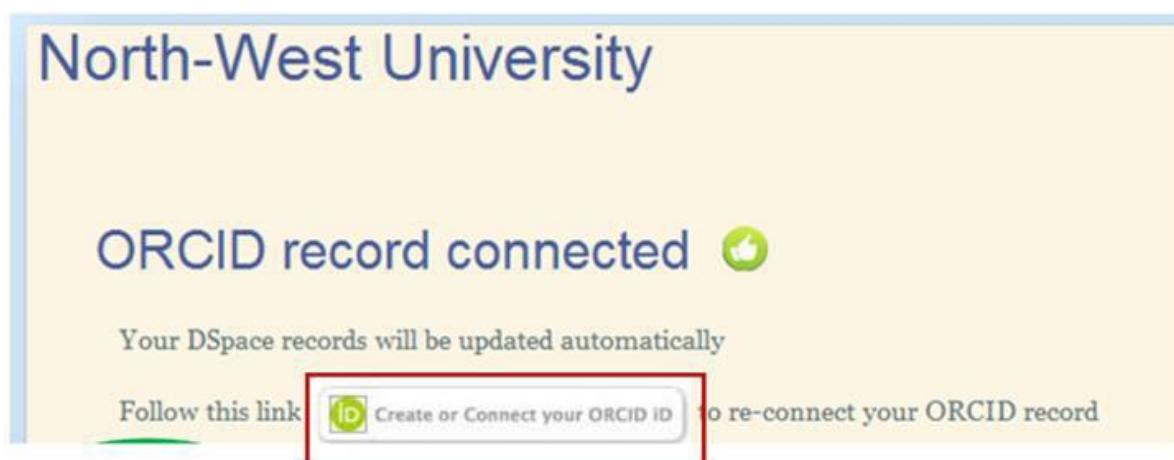 North-West University
ORCID record connected
Your DSpace records will be updated automatically
Follow this link iD Create or Connect your ORCID iD to re-connect your ORCID record